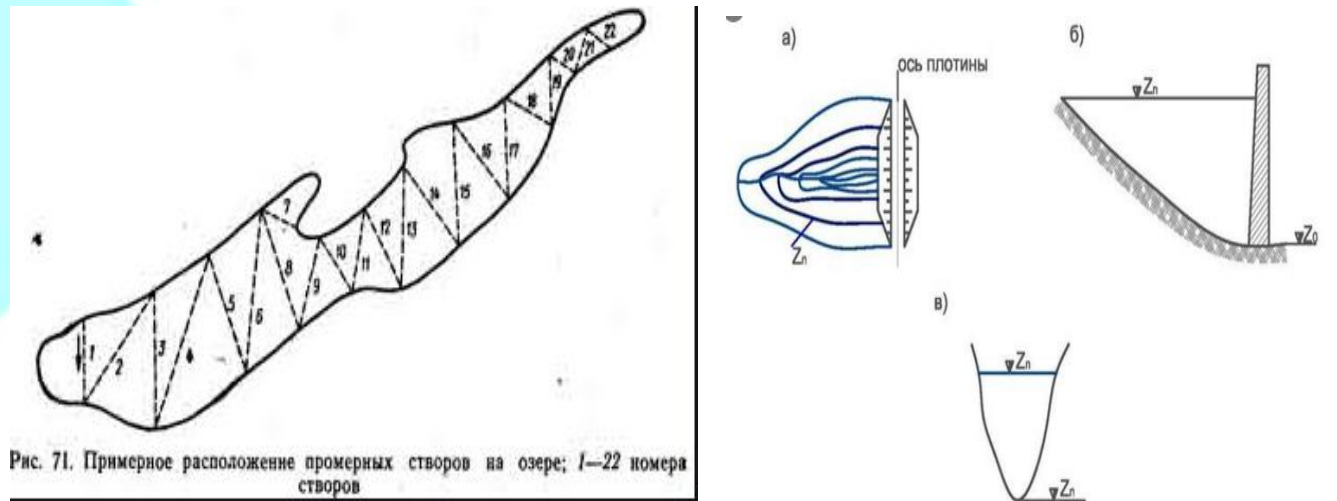 1
2
3
4
5
6
7
8
9
10
11
12
13
14
15
16
17
18
19
20
21
22
Рис. 71. Примерное расположение промерных створов на озере; 1—22 номера
створов
а)
ось плотины
Zп
б)
Zп
Z0
в)
Zп
Zп